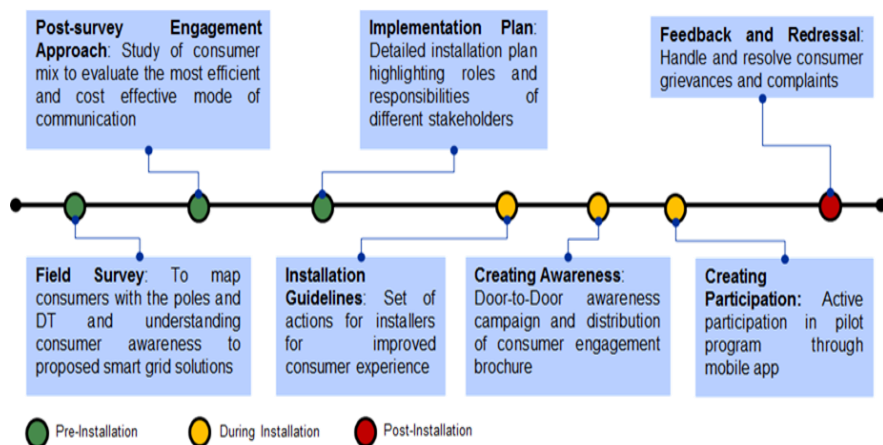 Post-survey Engagement
Approach: Study of consumer
mix to evaluate the most efficient
and cost effective mode of
communication
Implementation Plan:
Detailed installation plan
highlighting roles and
responsibilities of
different stakeholders
Feedback and Redressal:
Handle and resolve consumer
grievances and complaints
Field Survey: To map
consumers with the poles and
DT and understanding
consumer awareness to
proposed smart grid solutions
Installation
Guidelines: Set of
actions for installers
for improved
consumer experience
Creating Awareness:
Door-to-Door awareness
campaign and distribution
of consumer engagement
brochure
Creating
Participation: Active
participation in pilot
program through
mobile app
Pre-Installation
During Installation
Post-Installation